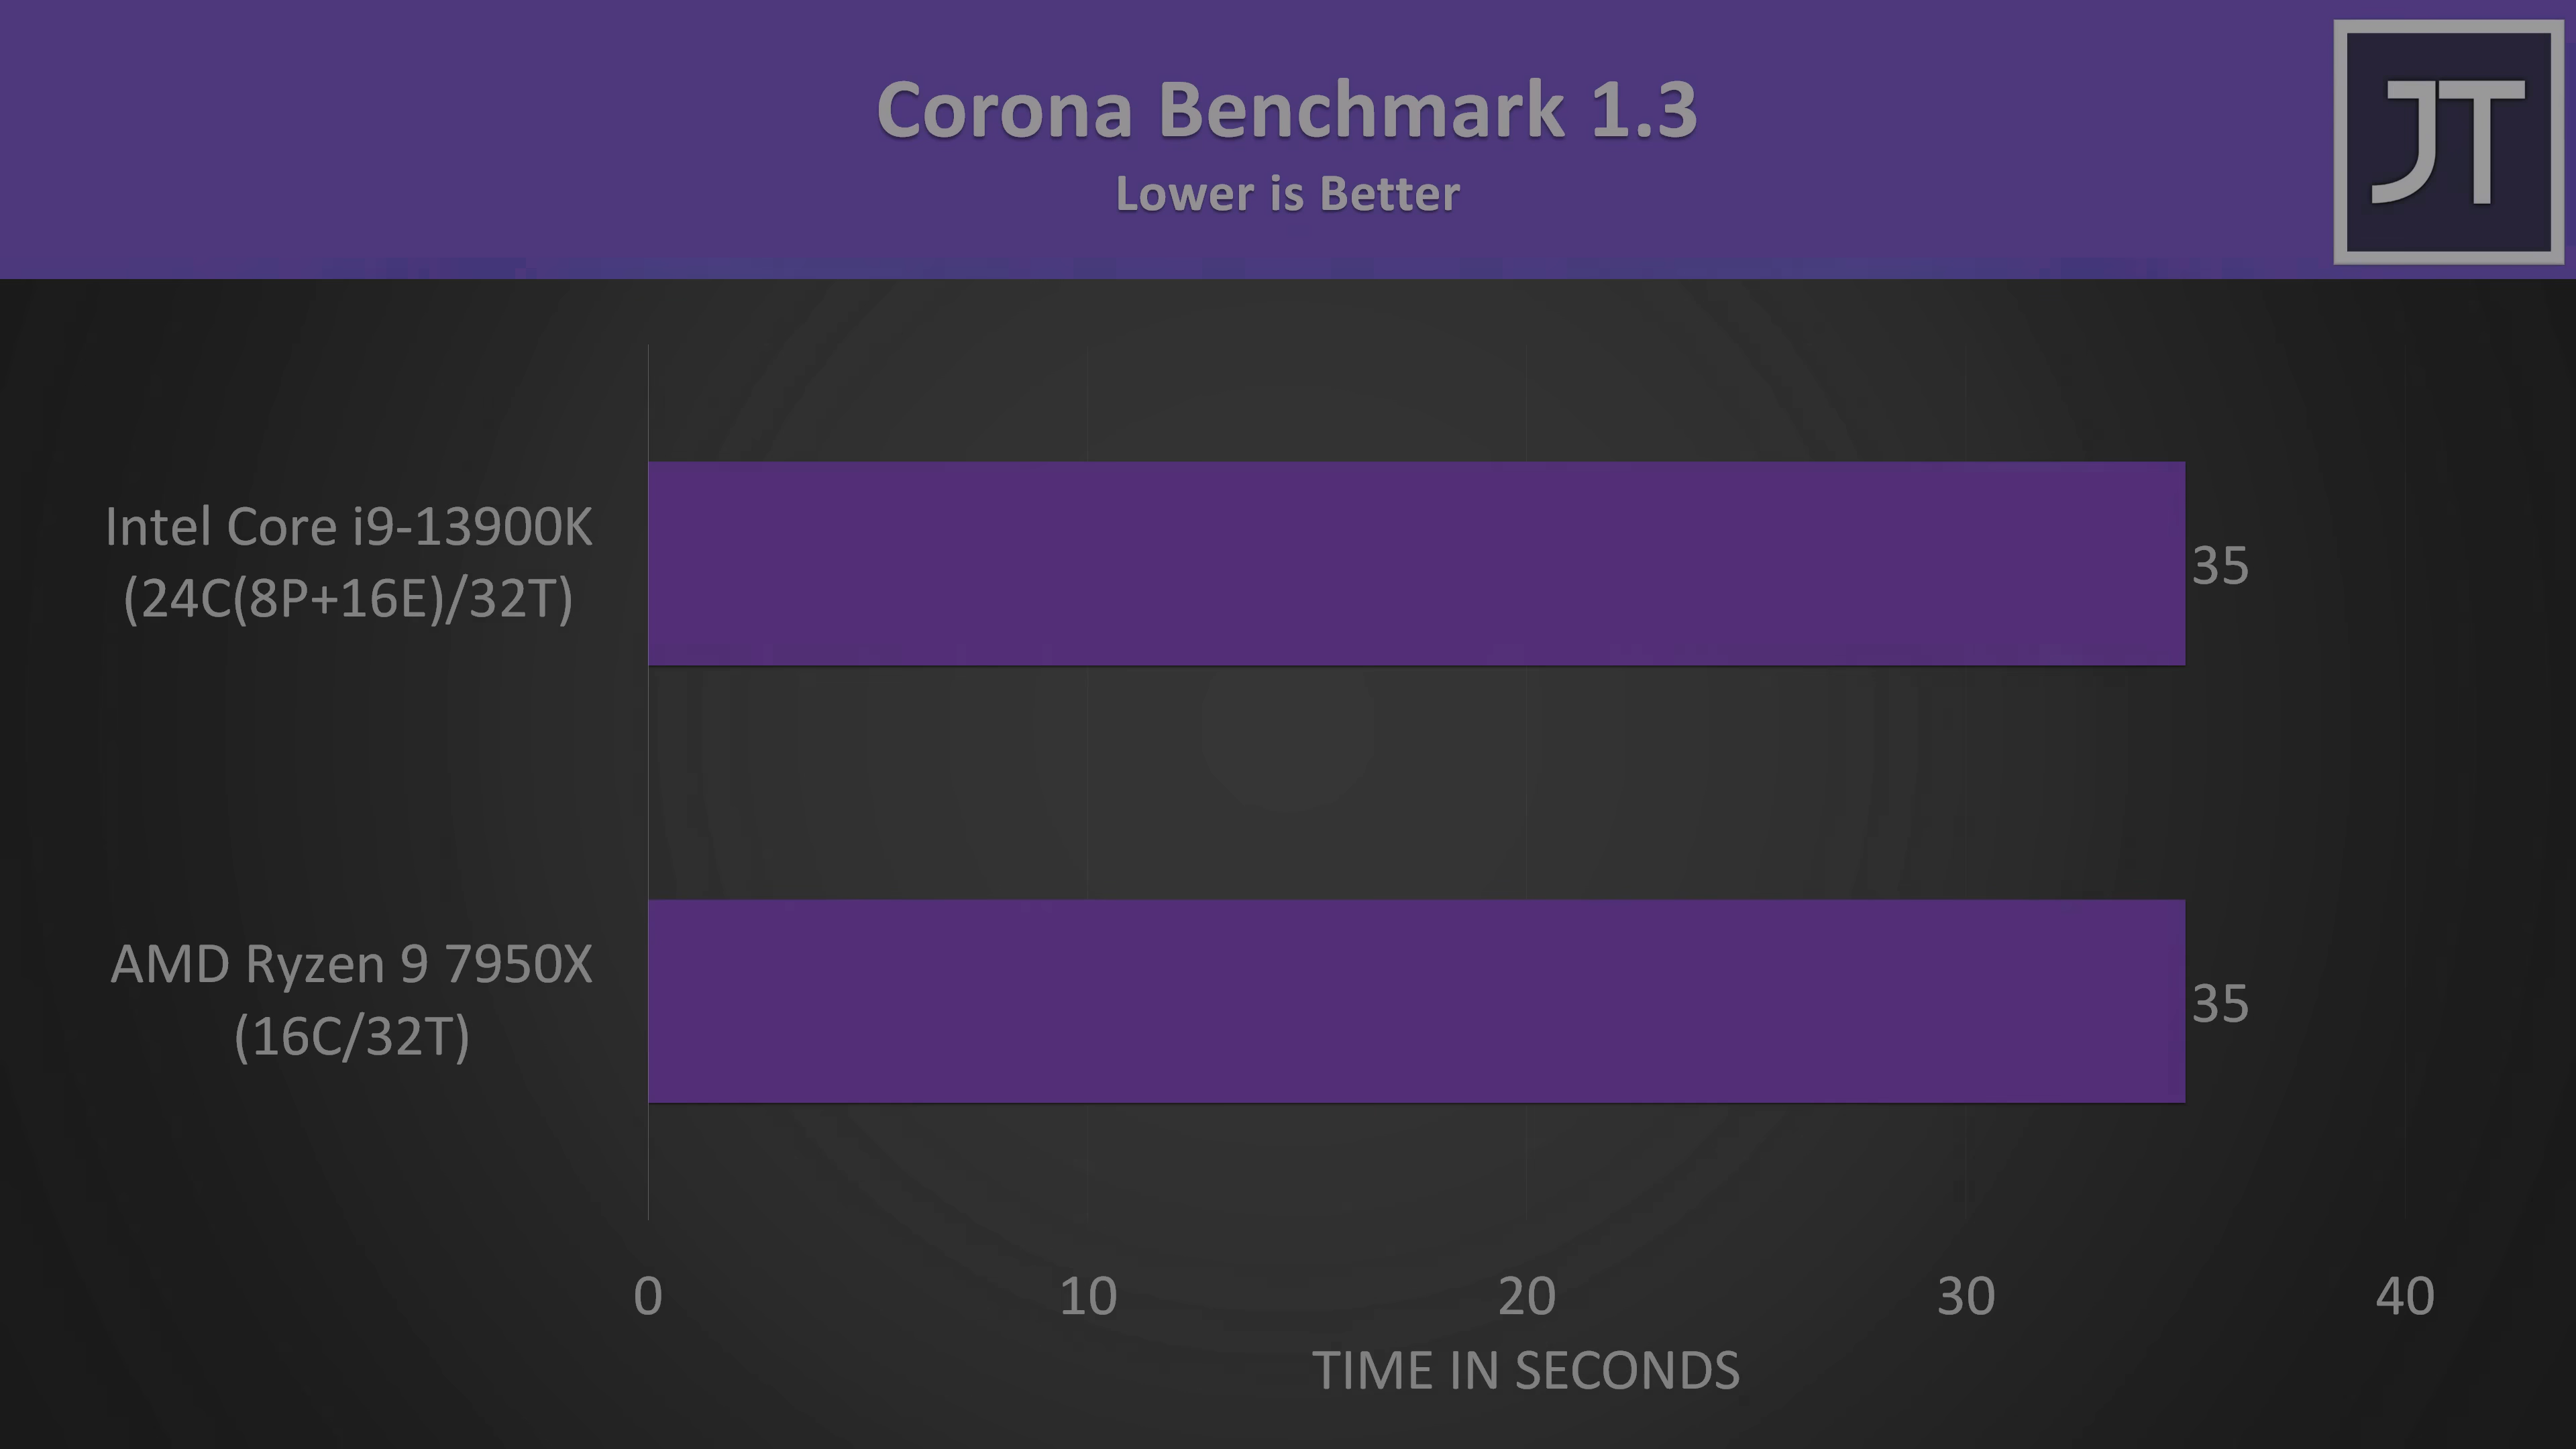 Corona Benchmark 1.3
Lower is Better
JT
Intel Core i9-13900K
(24C(8P+16E)/32T)
35
AMD Ryzen 9 7950X
(16C/32T)
35
0 10 20 30 40
TIME IN SECONDS